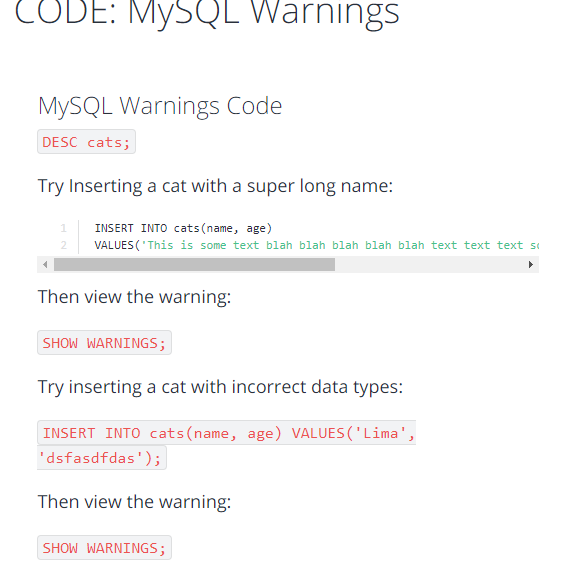 CODE: MySQL Warnings
MySQL Warnings Code
DESC cats;
Try Inserting a cat with a super long name:
1 INSERT INTO cats(name, age)
2 VALUES('This is some text blah blah blah blah blah text text text
Then view the warning:
SHOW WARNINGS;
Try inserting a cat with incorrect data types:
INSERT INTO cats(name, age) VALUES('Lima',
'dsfasdfdas');
Then view the warning:
SHOW WARNINGS;